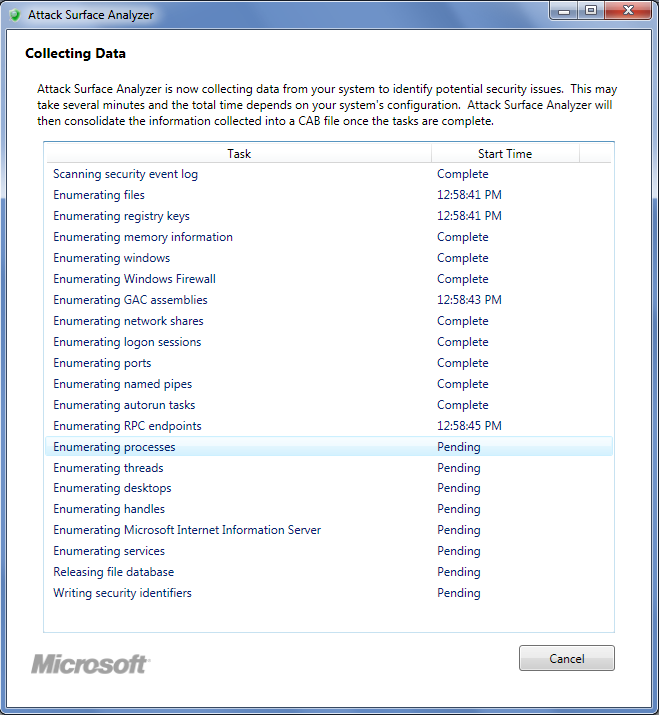 Attack Surface Analyzer
Collecting Data
Attack Surface Analyzer is now collecting data from your system to identify potential security issues.  This may
take several minutes and the total time depends on your system's configuration.  Attack Surface Analyzer will
then consolidate the information collected into a CAB file once the tasks are complete.
Task Start Time
Scanning security event log Complete
Enumerating files 12:58:41 PM
Enumerating registry keys 12:58:41 PM
Enumerating memory information Complete
Enumerating windows Complete
Enumerating Windows Firewall Complete
Enumerating GAC assemblies 12:58:43 PM
Enumerating network shares Complete
Enumerating logon sessions Complete
Enumerating ports Complete
Enumerating named pipes Complete
Enumerating autorun tasks Complete
Enumerating RPC endpoints 12:58:45 PM
Enumerating processes Pending
Enumerating threads Pending
Enumerating desktops Pending
Enumerating handles Pending
Enumerating Microsoft Internet Information Server Pending
Enumerating services Pending
Releasing file database Pending
Writing security identifiers Pending
Microsoft Cancel